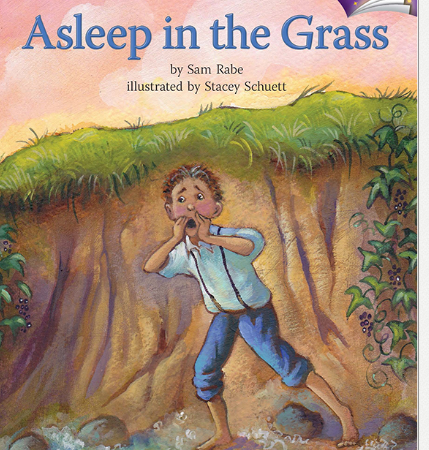 Asleep in the Grass
by Sam Rabe
illustrated by Stacey Schuett